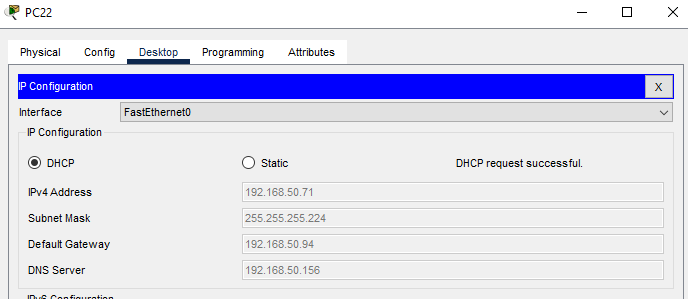 PC22
Physical Config Desktop Programming Attributes
IP Configuration X
Interface FastEthernet0
IP Configuration
DHCP Static DHCP request successful.
IPv4 Address 192.168.50.71
Subnet Mask 255.255.255.224
Default Gateway 192.168.50.94
DNS Server 192.168.50.156
IPv6 Configuration